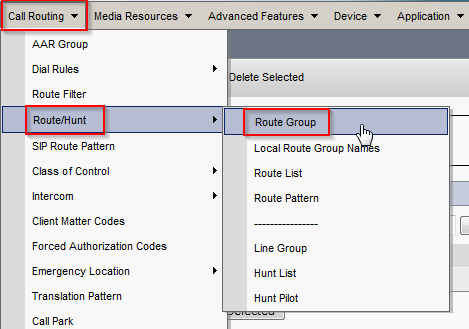 Call Routing Media Resources Advanced Features Device Application
Delete Selected
AAR Group
Dial Rules
Route Filter
Route/Hunt
SIP Route Pattern
Class of Control
Intercom
Client Matter Codes
Forced Authorization Codes
Emergency Location
Translation Pattern
Call Park
Route Group
Local Route Group Names
Route List
Route Pattern
----------------
Line Group
Hunt List
Hunt Pilot